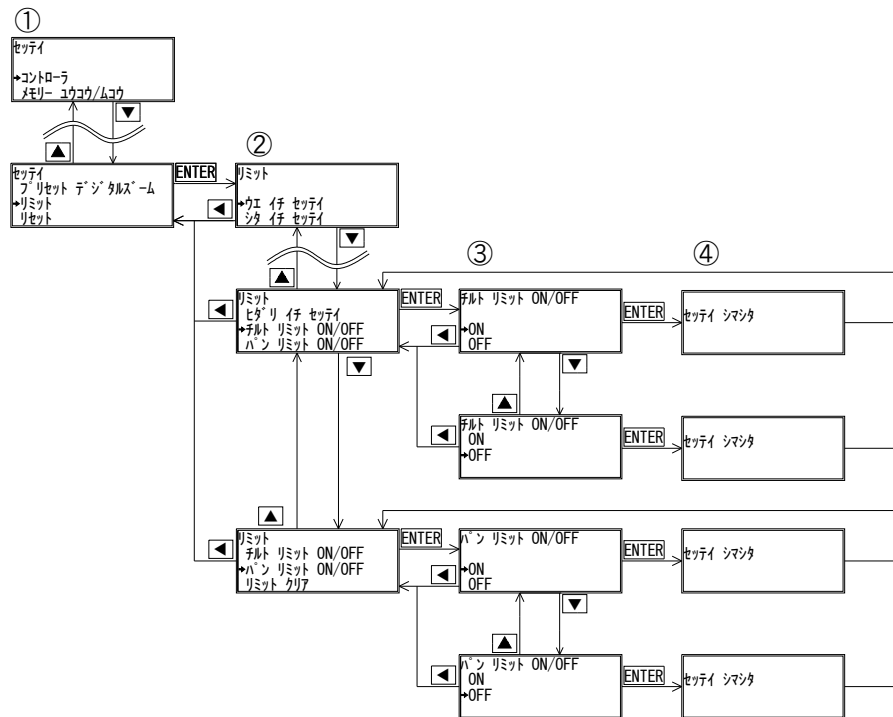 ①
セッテイ
➔コントローラ
メモリー ユウコウ/ムコウ
▼
▲
セッテイ
プリセット デジタルズーム
➔リミット
リセット
ENTER
◀
②
リミット
➔ウエ イチ セッテイ
シタ イチ セッテイ
▼
▲
③
④
◀
リミット
ヒダリ イチ セッテイ
➔チルト リミット ON/OFF
パン リミット ON/OFF
ENTER
◀
チルト リミット ON/OFF
➔ON
OFF
ENTER
セッテイ シマシタ
▼
▼
▲
◀
チルト リミット ON/OFF
ON
➔OFF
ENTER
セッテイ シマシタ
▲
◀
リミット
チルト リミット ON/OFF
➔パン リミット ON/OFF
リミット クリア
ENTER
◀
パン リミット ON/OFF
➔ON
OFF
ENTER
セッテイ シマシタ
▼
▲
◀
パン リミット ON/OFF
ON
➔OFF
ENTER
セッテイ シマシタ